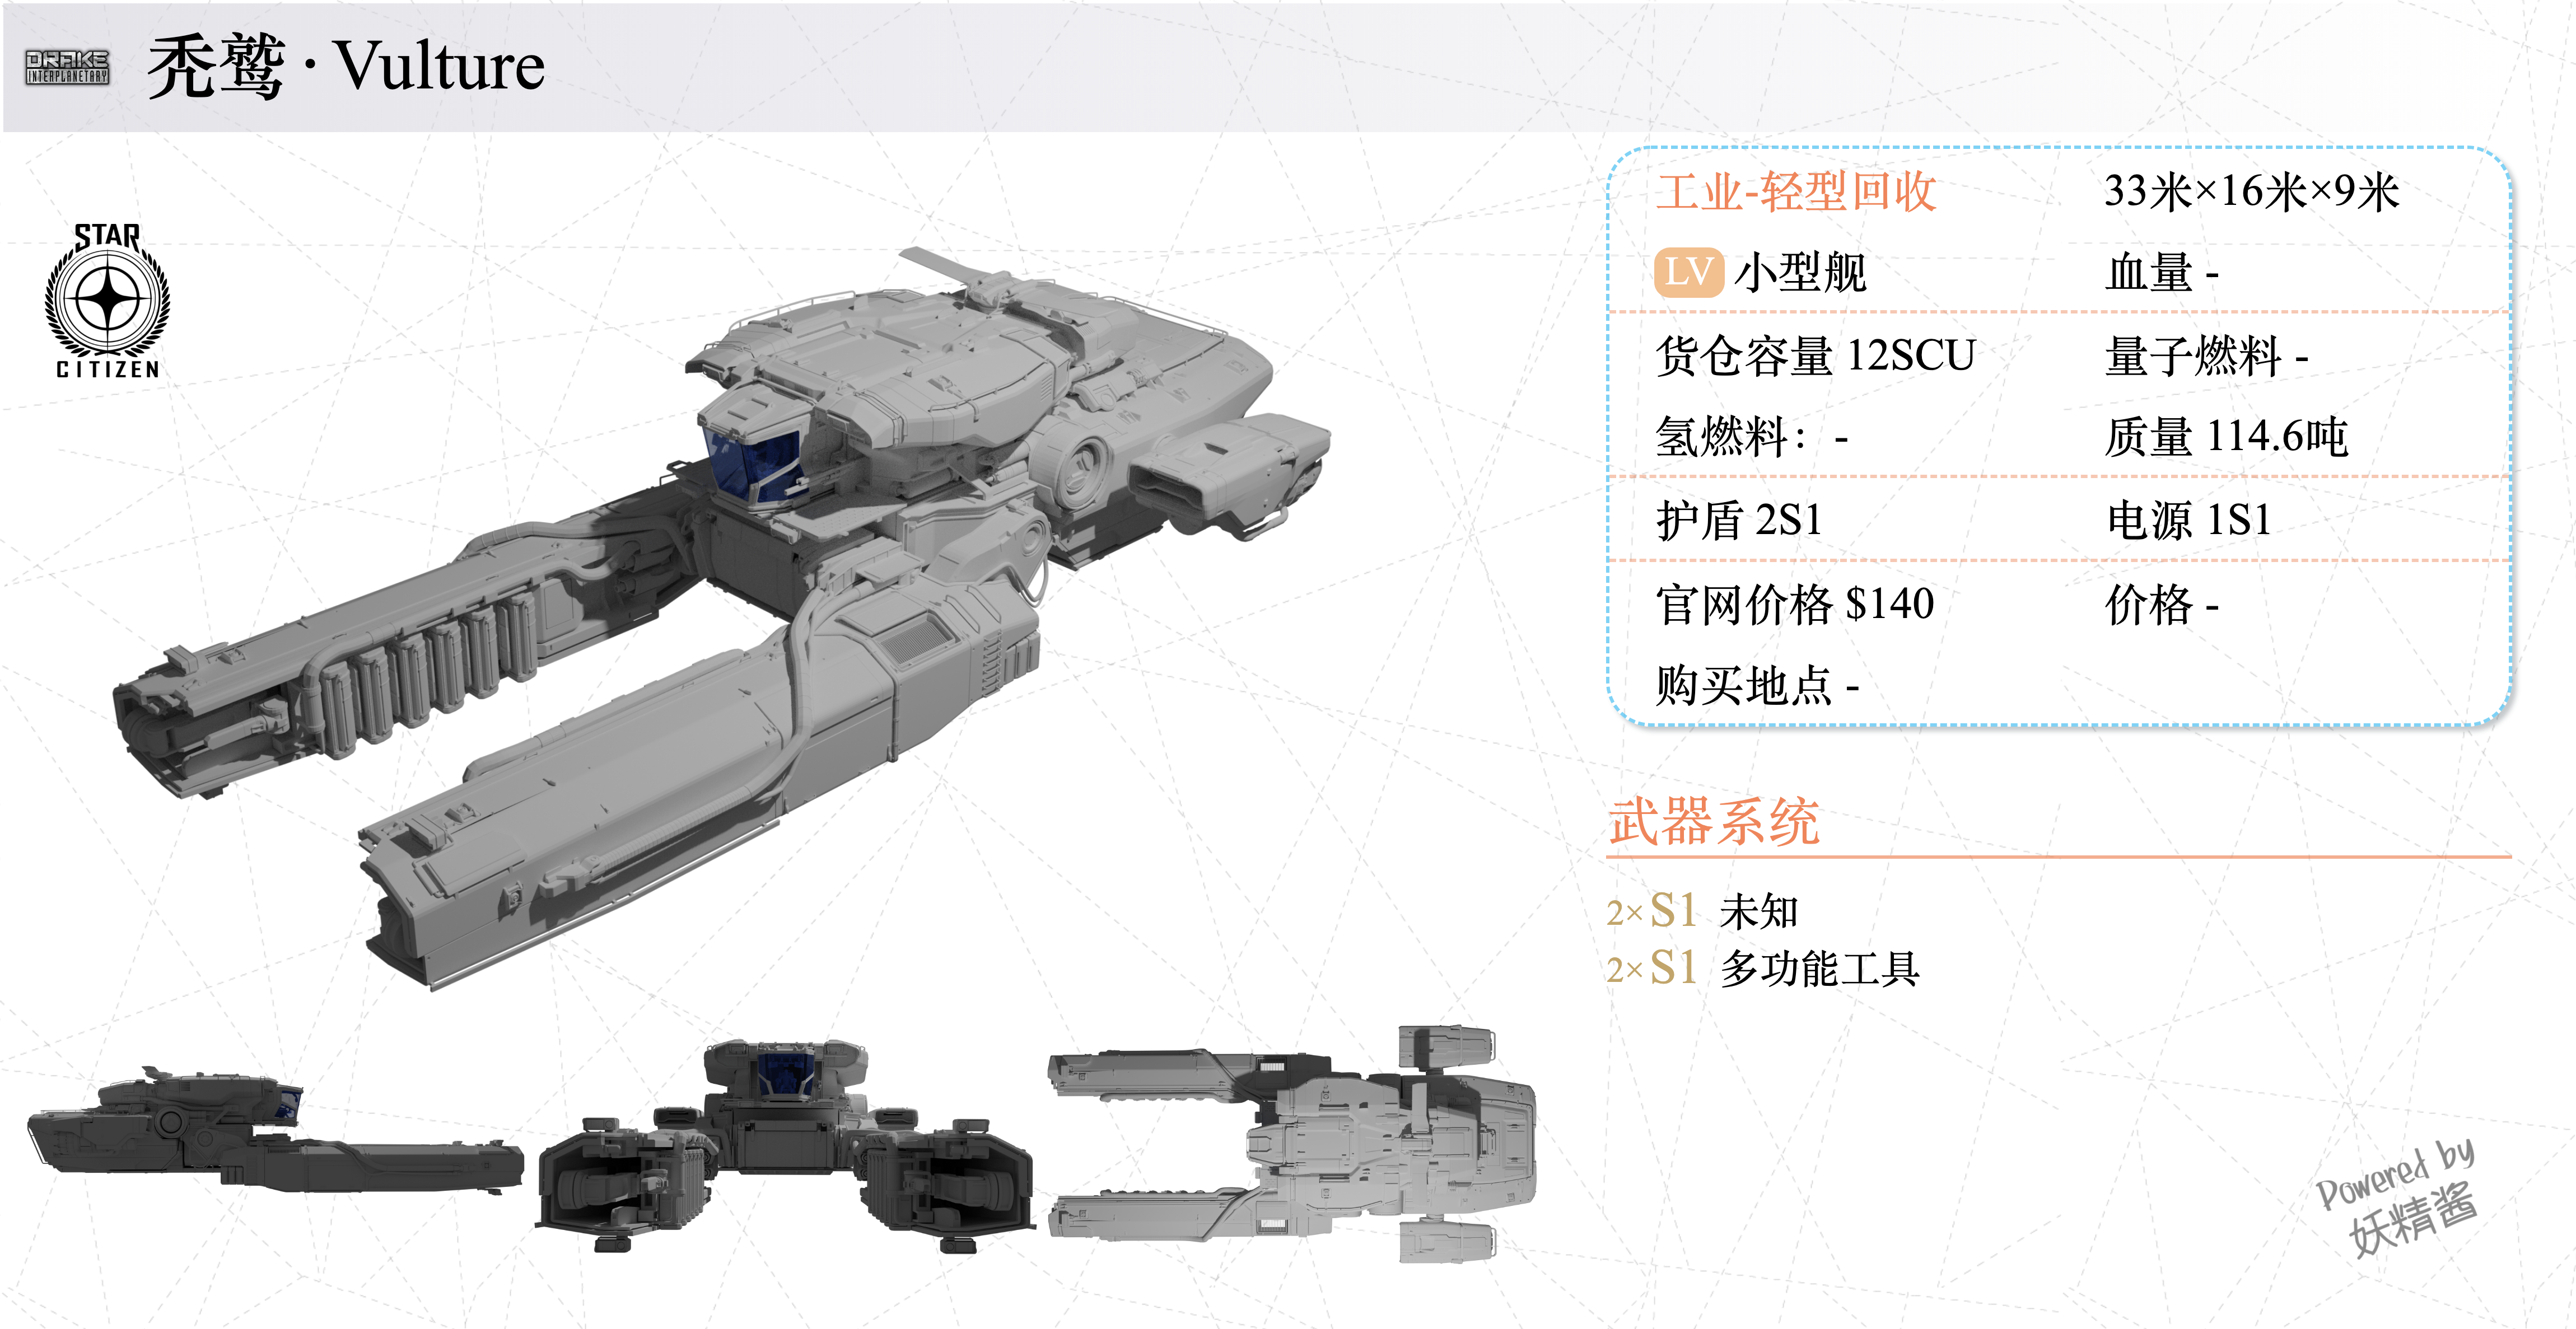 DRAKE
INTERPLANETARY
秃鹫 · Vulture
STAR
CITIZEN
工业-轻型回收 33米×16米×9米
LV 小型舰 血量 -
货仓容量 12SCU 量子燃料 -
氢燃料：- 质量 114.6吨
护盾 2S1 电源 1S1
官网价格 $140 价格 -
购买地点 -
武器系统
2× S1 未知
2× S1 多功能工具
Powered by
妖精酱